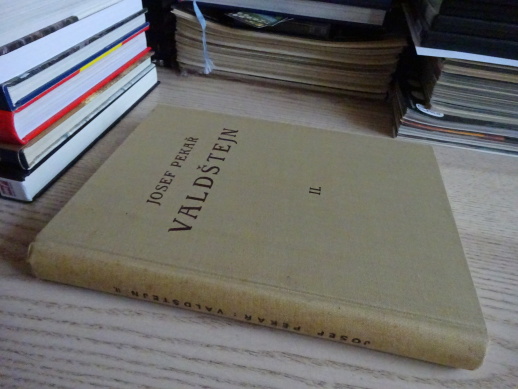 JOSEF PEKAŘ
VALDŠTEJN
II.
JOSEF PEKAŘ: VALDŠTEJN II.